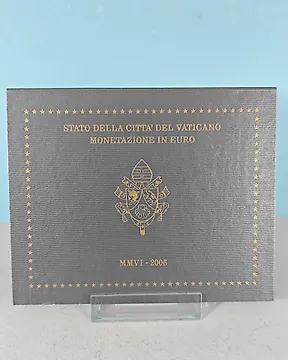 STATO DELLA CITTA' DEL VATICANO
MONETAZIONE IN EURO
MMVI - 2006